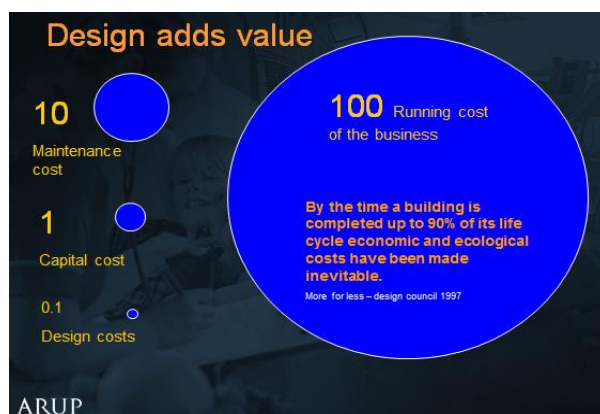 Design adds value
10
Maintenance
cost
1
Capital cost
0.1
Design costs
100 Running cost
of the business
By the time a building is
completed up to 90% of its life
cycle economic and ecological
costs have been made
inevitable.
More for less – design council 1997
ARUP